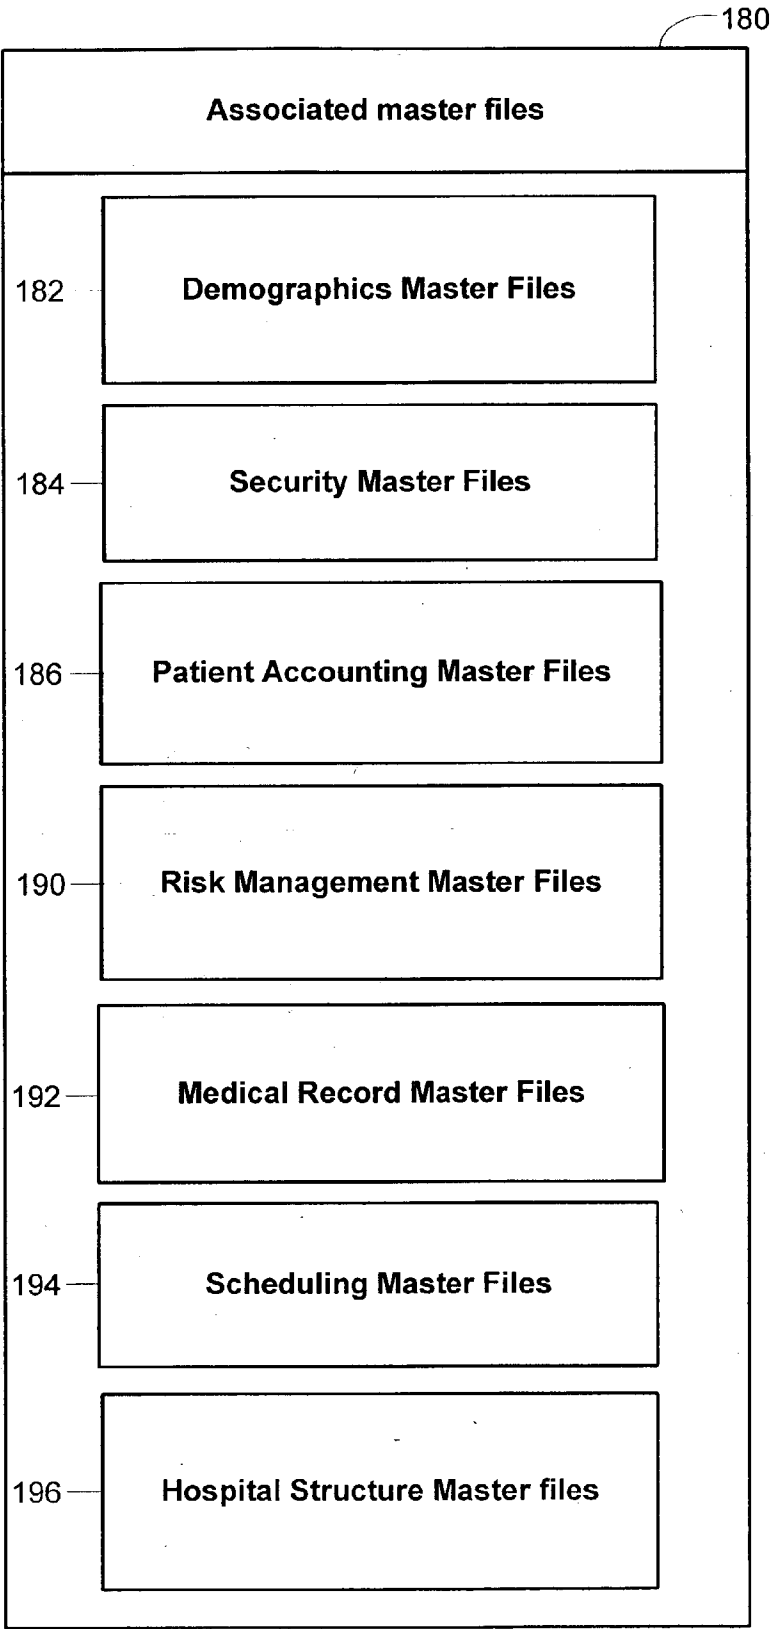 180
Associated master files
182
Demographics Master Files
184
Security Master Files
186
Patient Accounting Master Files
190
Risk Management Master Files
192
Medical Record Master Files
194
Scheduling Master Files
196
Hospital Structure Master files